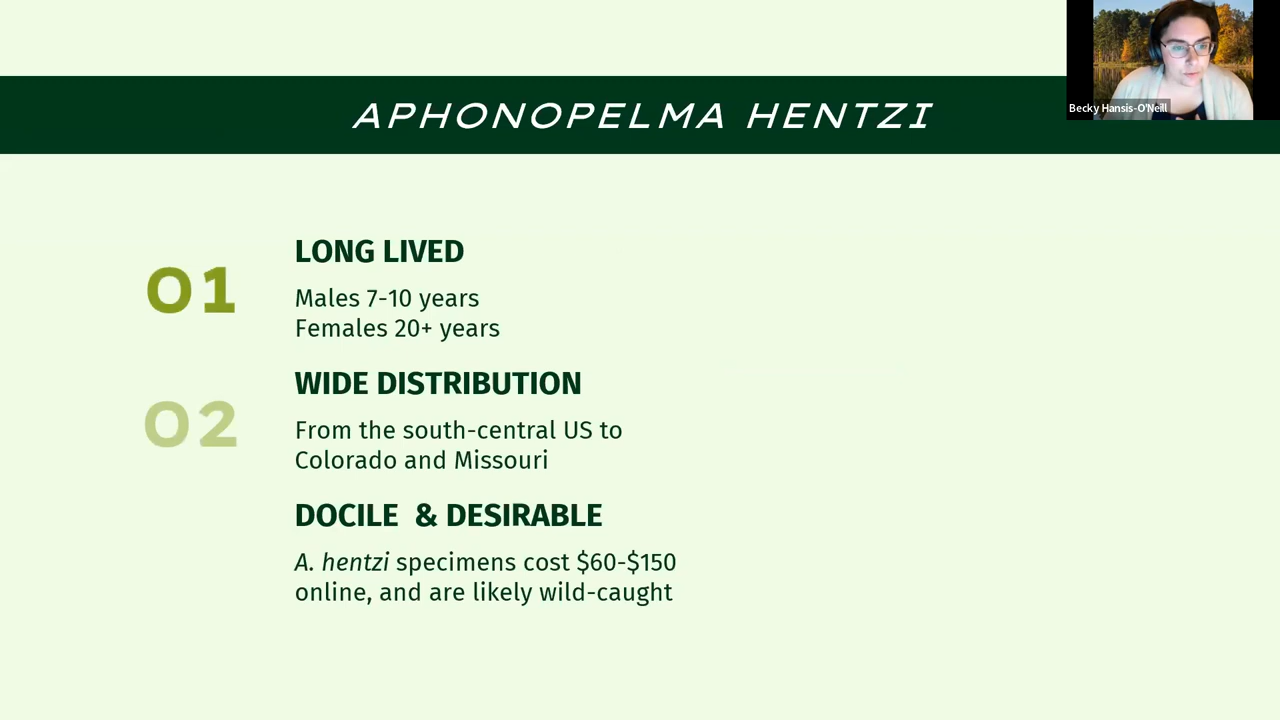 APHONOPELMA HENTZI
Becky Hansis-O'Neill
01
LONG LIVED
Males 7-10 years
Females 20+ years
02
WIDE DISTRIBUTION
From the south-central US to
Colorado and Missouri
DOCILE & DESIRABLE
A. hentzi specimens cost $60-$150
online, and are likely wild-caught